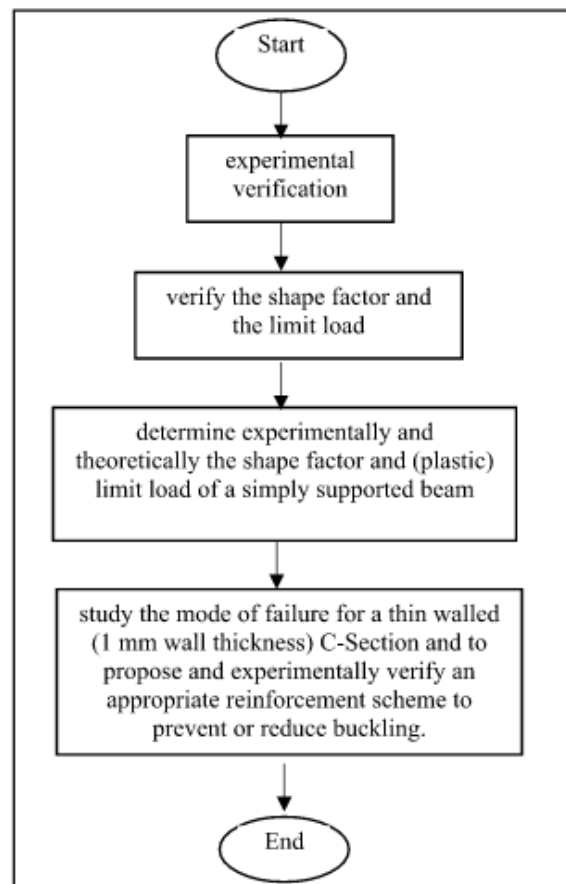 Start
experimental
verification
verify the shape factor and
the limit load
determine experimentally and
theoretically the shape factor and (plastic)
limit load of a simply supported beam
study the mode of failure for a thin walled
(1 mm wall thickness) C-Section and to
propose and experimentally verify an
appropriate reinforcement scheme to
prevent or reduce buckling.
End